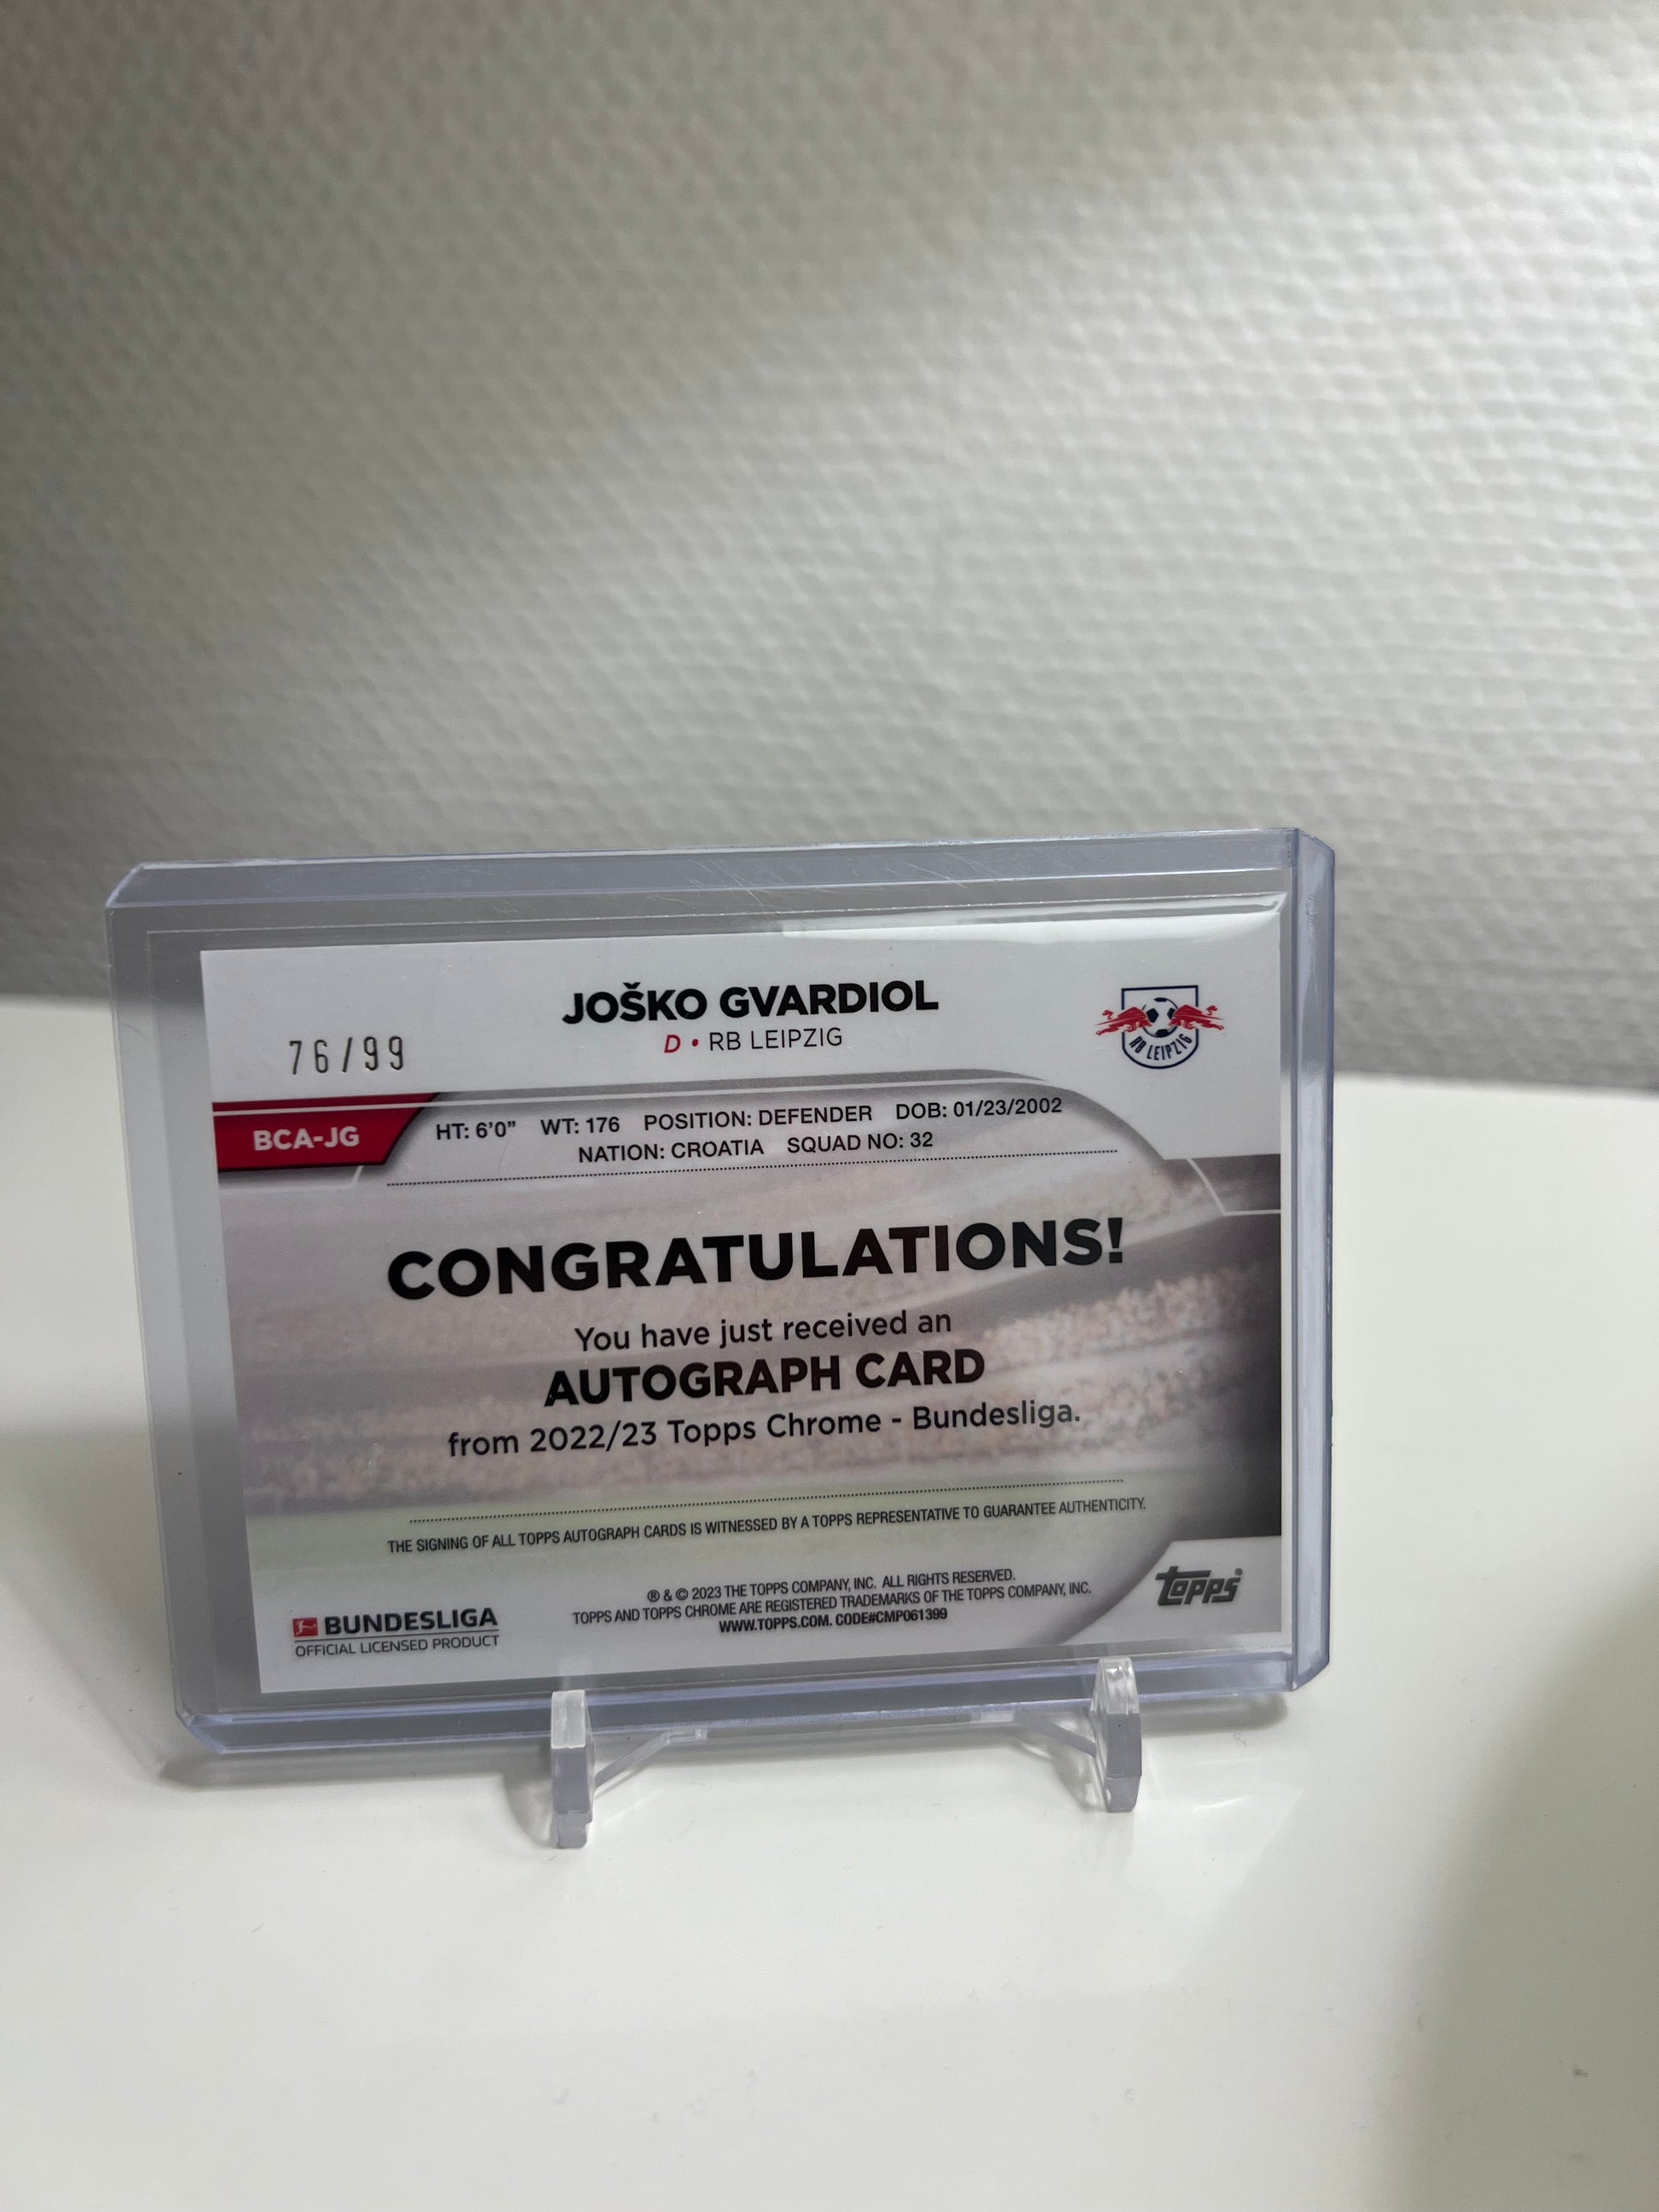 JOŠKO GVARDIOL
D • RB LEIPZIG
76/99
RB LEIPZIG
BCA-JG
HT: 6'0" WT: 176 POSITION: DEFENDER DOB: 01/23/2002
NATION: CROATIA SQUAD NO: 32
CONGRATULATIONS!
You have just received an
AUTOGRAPH CARD
from 2022/23 Topps Chrome - Bundesliga.
THE SIGNING OF ALL TOPPS AUTOGRAPH CARDS IS WITNESSED BY A TOPPS REPRESENTATIVE TO GUARANTEE AUTHENTICITY.
® & © 2023 THE TOPPS COMPANY, INC. ALL RIGHTS RESERVED.
TOPPS AND TOPPS CHROME ARE REGISTERED TRADEMARKS OF THE TOPPS COMPANY, INC.
WWW.TOPPS.COM. CODE#CMP061399
BUNDESLIGA
OFFICIAL LICENSED PRODUCT
topps®